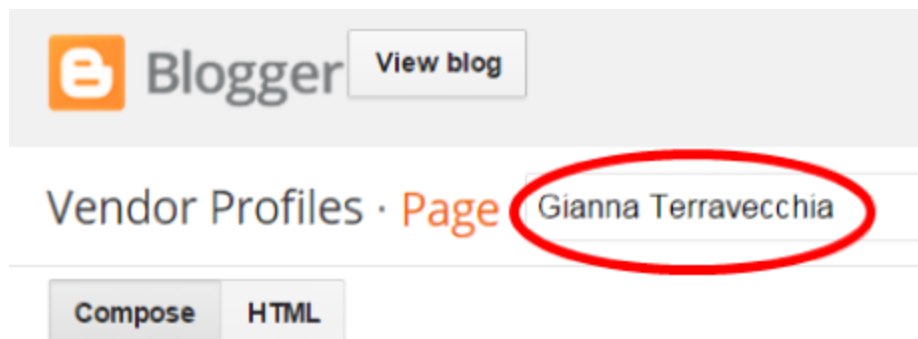 Blogger View blog
Vendor Profiles · Page Gianna Terravecchia
Compose HTML